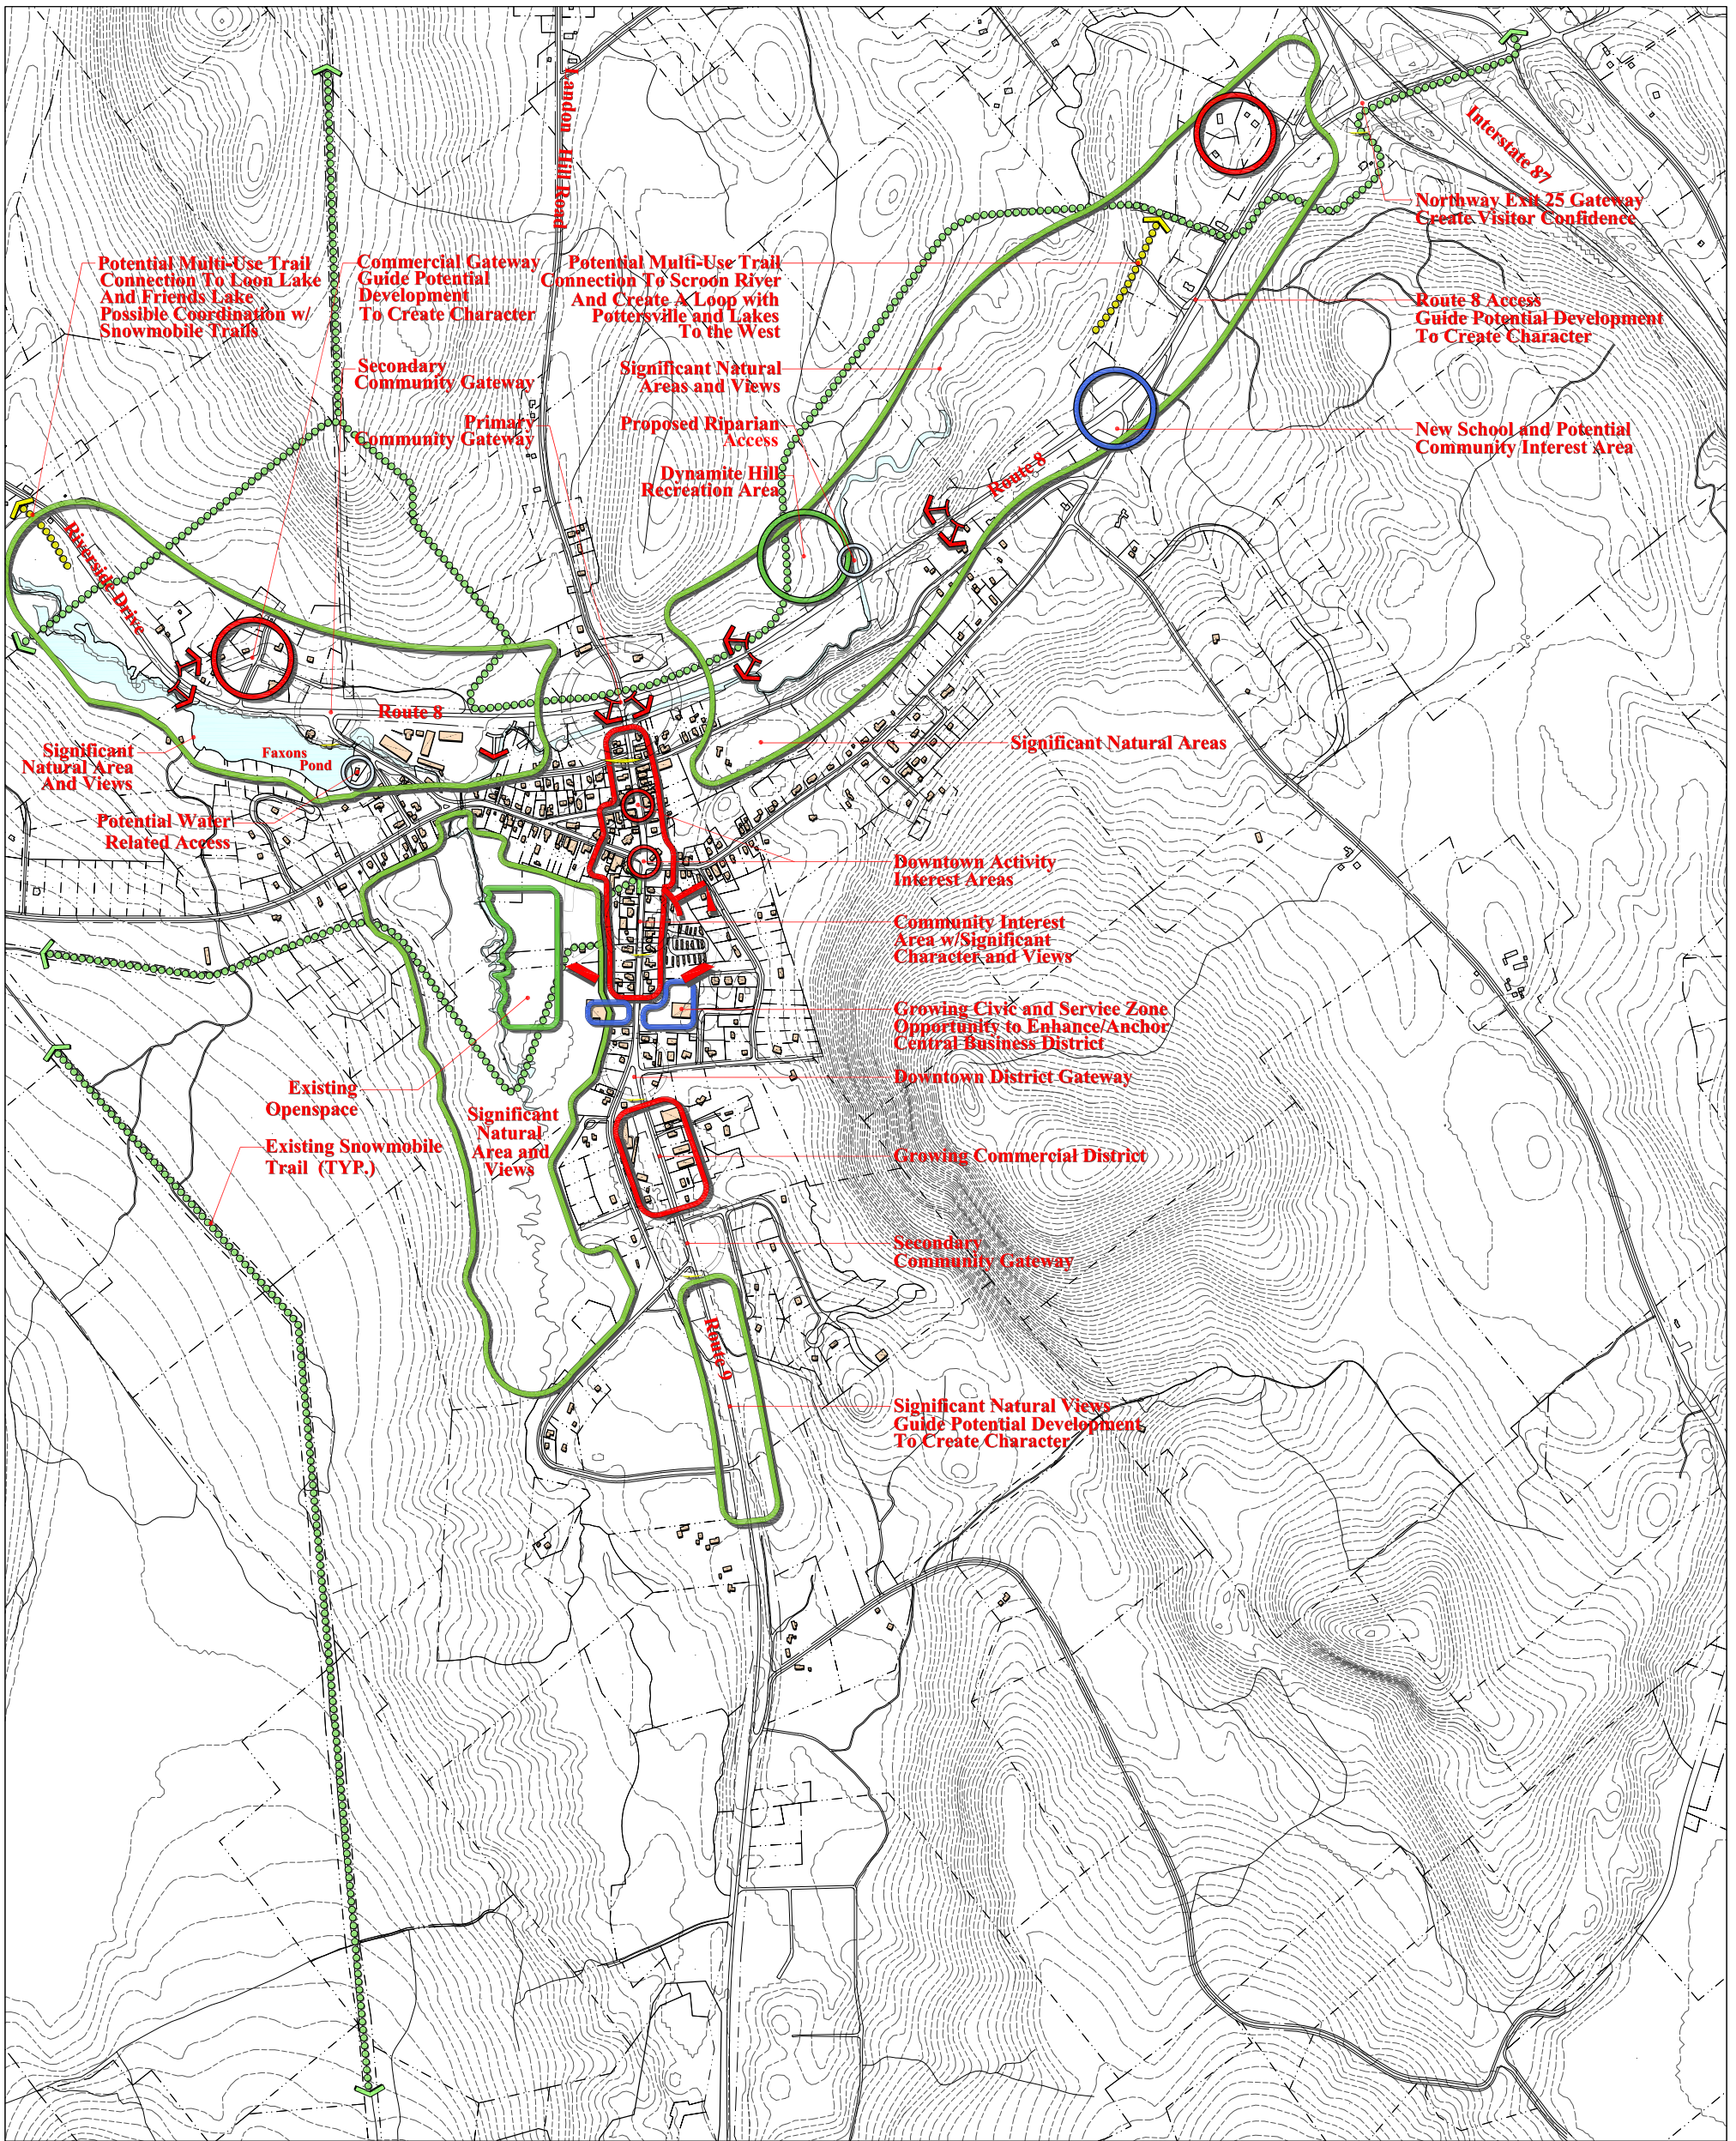 Landon Hill Road
Interstate 87
Northway Exit 25 Gateway
Create Visitor Confidence
Potential Multi-Use Trail
Connection To Loon Lake
And Friends Lake
Possible Coordination w/
Snowmobile Trails
Commercial Gateway
Guide Potential
Development
To Create Character
Potential Multi-Use Trail
Connection To Scroon River
And Create A Loop with
Pottersville and Lakes
To the West
Route 8 Access
Guide Potential Development
To Create Character
Secondary
Community Gateway
Significant Natural
Areas and Views
Primary
Community Gateway
Proposed Riparian
Access
New School and Potential
Community Interest Area
Dynamite Hill
Recreation Area
Route 8
Riverside Drive
Route 8
Significant
Natural Area
And Views
Faxons
Pond
Significant Natural Areas
Potential Water
Related Access
Downtown Activity
Interest Areas
Community Interest
Area w/Significant
Character and Views
Growing Civic and Service Zone
Opportunity to Enhance/Anchor
Central Business District
Existing
Openspace
Downtown District Gateway
Significant
Natural
Area and
Views
Existing Snowmobile
Trail (TYP.)
Growing Commercial District
Secondary
Community Gateway
Route 9
Significant Natural Views
Guide Potential Development
To Create Character